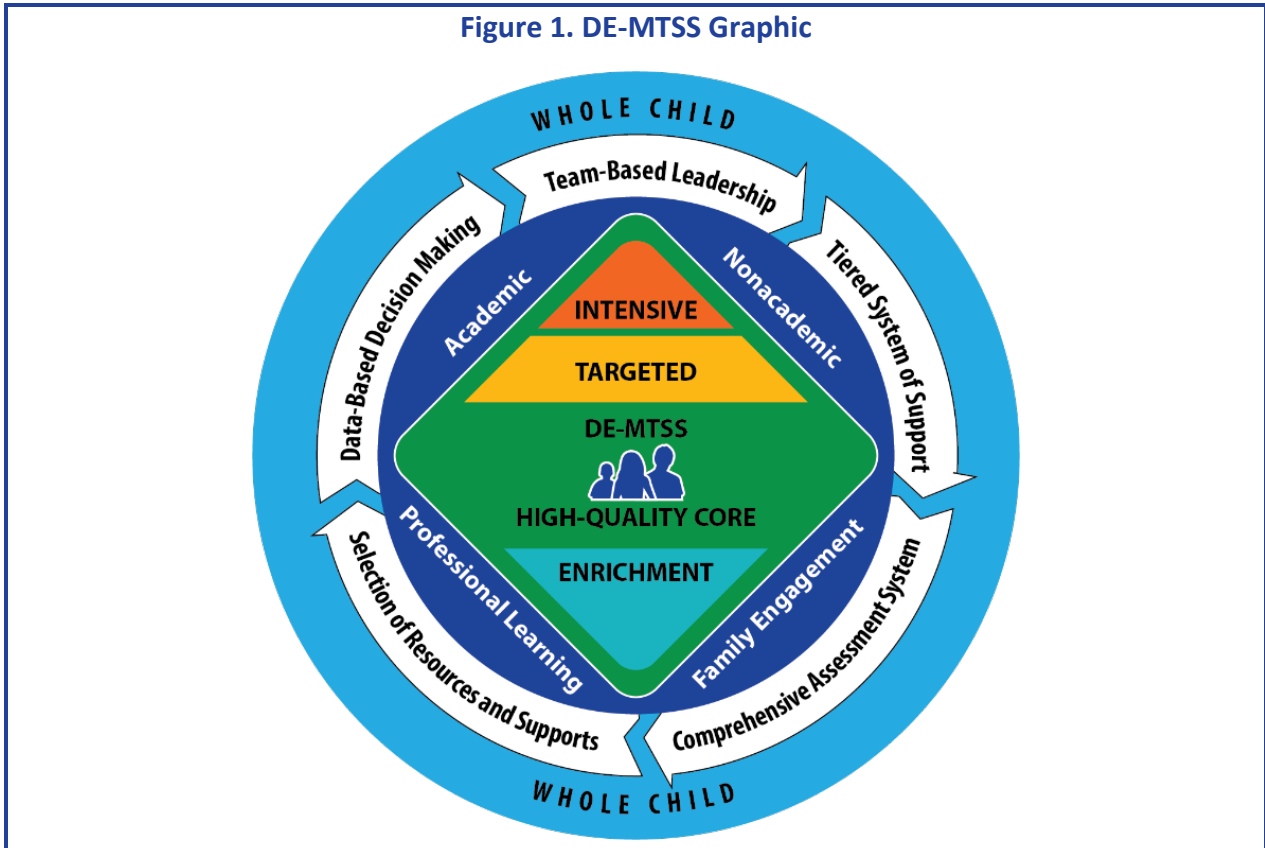 Figure 1. DE-MTSS Graphic
WHOLE CHILD
Team-Based Leadership
Tiered System of Support
Comprehensive Assessment System
Selection of Resources and Supports
Data-Based Decision Making
Academic
Nonacademic
Family Engagement
Professional Learning
INTENSIVE
TARGETED
DE-MTSS
HIGH-QUALITY CORE
ENRICHMENT
WHOLE CHILD